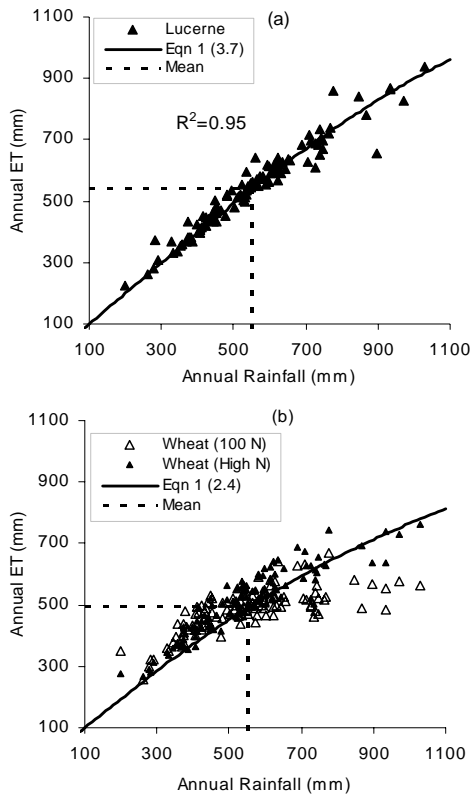 (a)
1100
900
700
500
300
100
Annual ET (mm)
Lucerne
Eqn 1 (3.7)
Mean
R²=0.95
100 300 500 700 900 1100
Annual Rainfall (mm)
(b)
1100
900
700
500
300
100
Annual ET (mm)
Wheat (100 N)
Wheat (High N)
Eqn 1 (2.4)
Mean
100 300 500 700 900 1100
Annual Rainfall (mm)